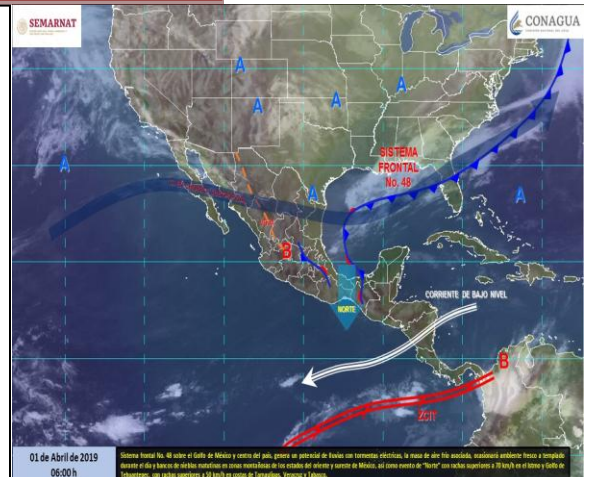 SEMARNAT
CONAGUA
A
A
A
A
SISTEMA
FRONTAL
No. 48
A
A
A
B
NORTE
CORRIENTE DE BAJO NIVEL
B
ZCIT
01 de Abril de 2019
06:00 h
Sistema frontal No. 48 sobre el Golfo de México y centro del país, genera un potencial de lluvias con tormentas eléctricas, la masa de aire frío asociada, ocasionará ambiente fresco a templado
durante el día y bancos de nieblas matutinas en zonas montañosas de los estados del oriente y sureste de México, así como evento de "Norte" con rachas superiores a 70 km/h en el Istmo y Golfo de
Tehuantepec, con rachas superiores a 50 km/h en costas de Tamaulipas, Veracruz y Tabasco.